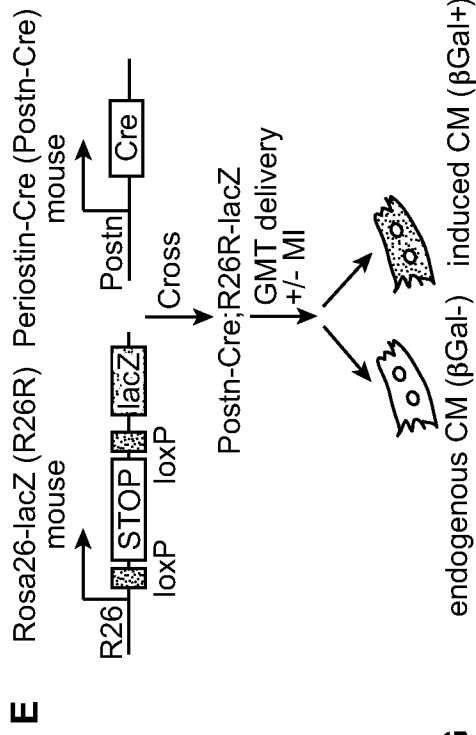 E
Rosa26-lacZ (R26R)
mouse
Periostin-Cre (Postn-Cre)
mouse
R26
STOP
lacZ
loxP
loxP
Postn
Cre
Cross
Postn-Cre;R26R-lacZ
GMT delivery
+/- MI
endogenous CM (βGal-)
induced CM (βGal+)